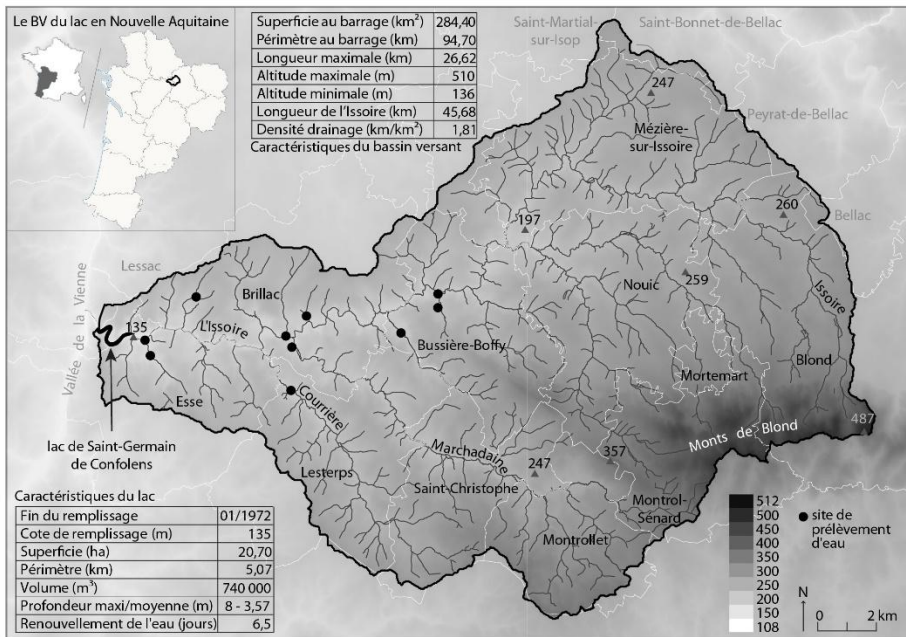 Le BV du lac en Nouvelle Aquitaine
Superficie au barrage (km²) 284,40
Périmètre au barrage (km) 94,70
Longueur maximale (km) 26,62
Altitude maximale (m) 510
Altitude minimale (m) 136
Longueur de l'Issoire (km) 45,68
Densité drainage (km/km²) 1,81
Caractéristiques du bassin versant
Saint-Martial-
sur-Isop
Saint-Bonnet-de-Bellac
247
Peyrat-de-Bellac
Mézière-
sur-Issoire
260
Bellac
197
259
Nouic
Issoire
Lessac
Vallée de la Vienne
Brillac
135
L'Issoire
Bussière-Boffy
Blond
Mortemart
Esse
Courrière
Monts de Blond
487
lac de Saint-Germain
de Confolens
Marchadaine
Lesterps
Saint-Christophe
247
357
Montrol-
Sénard
Montrollet
Caractéristiques du lac
Fin du remplissage 01/1972
Cote de remplissage (m) 135
Superficie (ha) 20,70
Périmètre (km) 5,07
Volume (m³) 740 000
Profondeur maxi/moyenne (m) 8 - 3,57
Renouvellement de l'eau (jours) 6,5
512
500
450
400
350
300
250
200
150
108
site de
prélèvement
d'eau
N
0 2 km